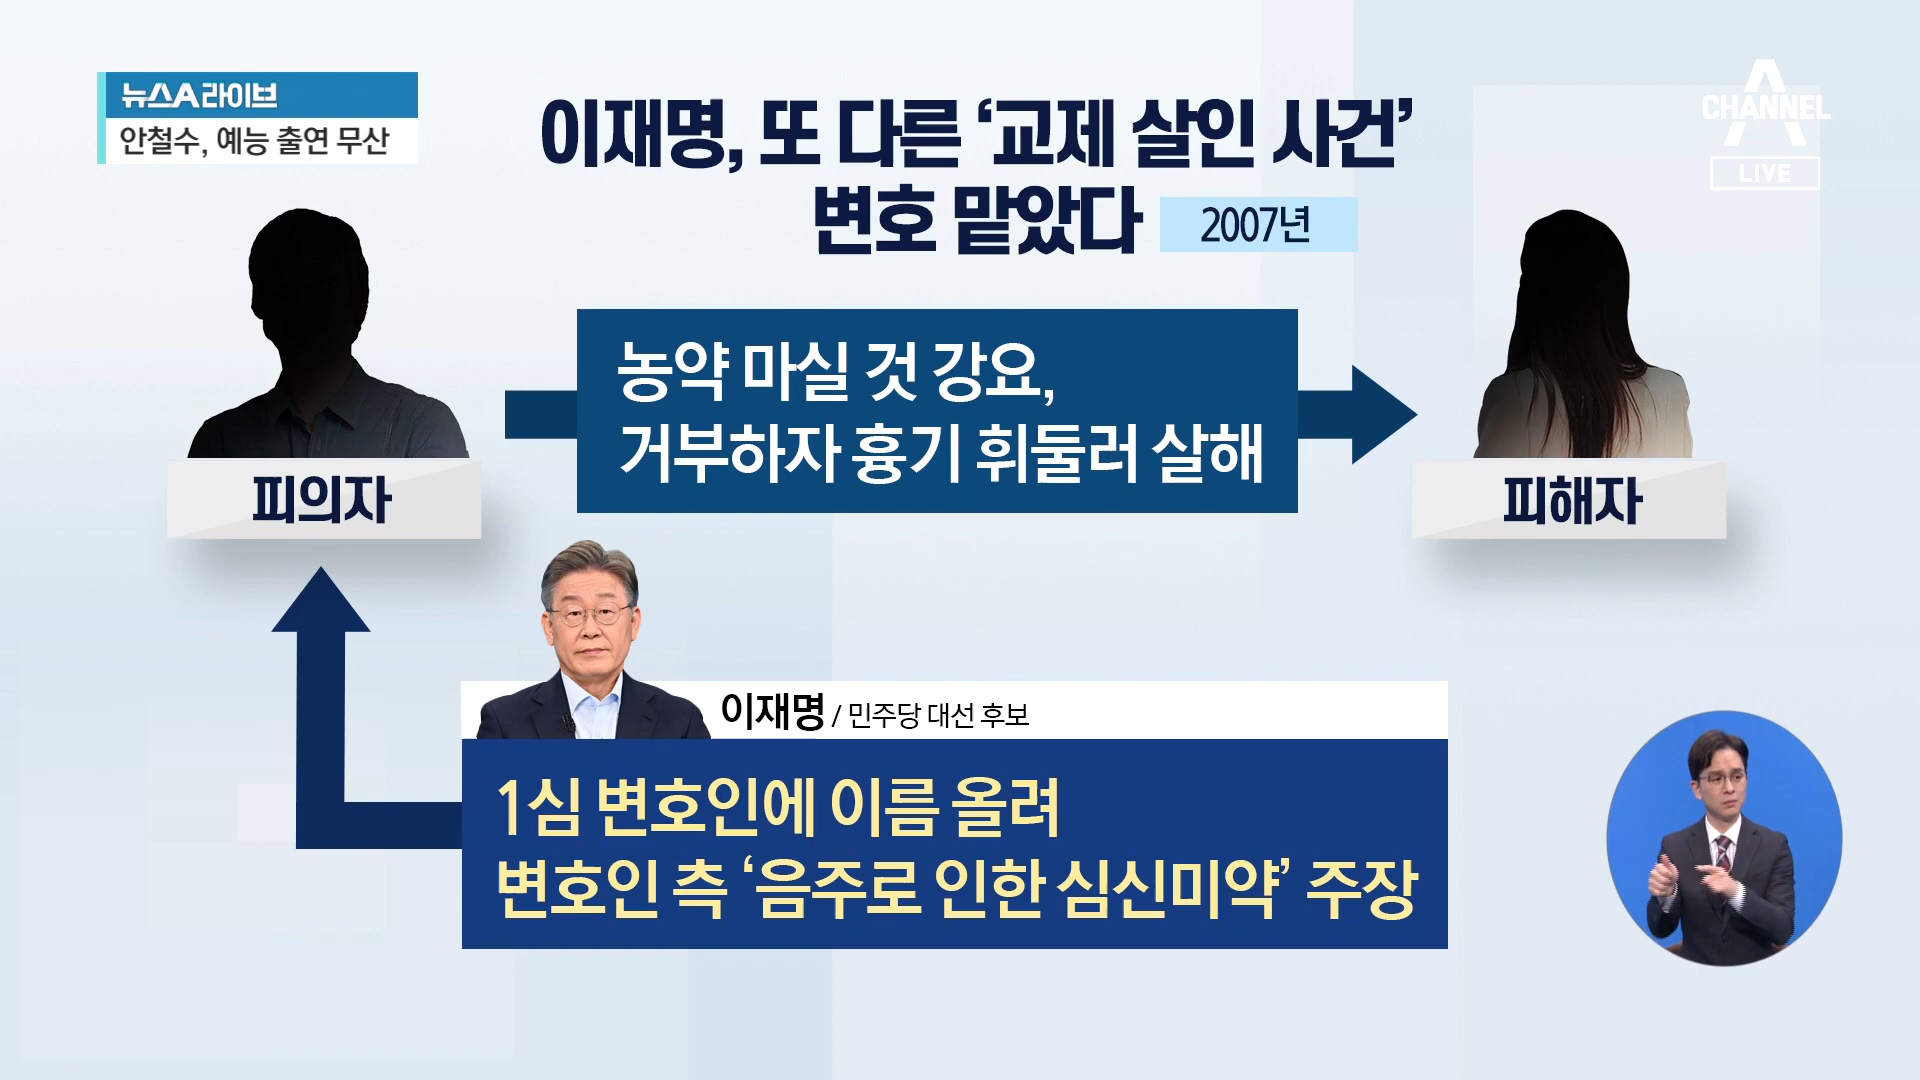 뉴스A 라이브
안철수, 예능 출연 무산
CHANNEL A
LIVE
이재명, 또 다른 ‘교제 살인 사건’
변호 맡았다
2007년
농약 마실 것 강요,
거부하자 흉기 휘둘러 살해
피의자
피해자
이재명 / 민주당 대선 후보
1심 변호인에 이름 올려
변호인 측 ‘음주로 인한 심신미약’ 주장